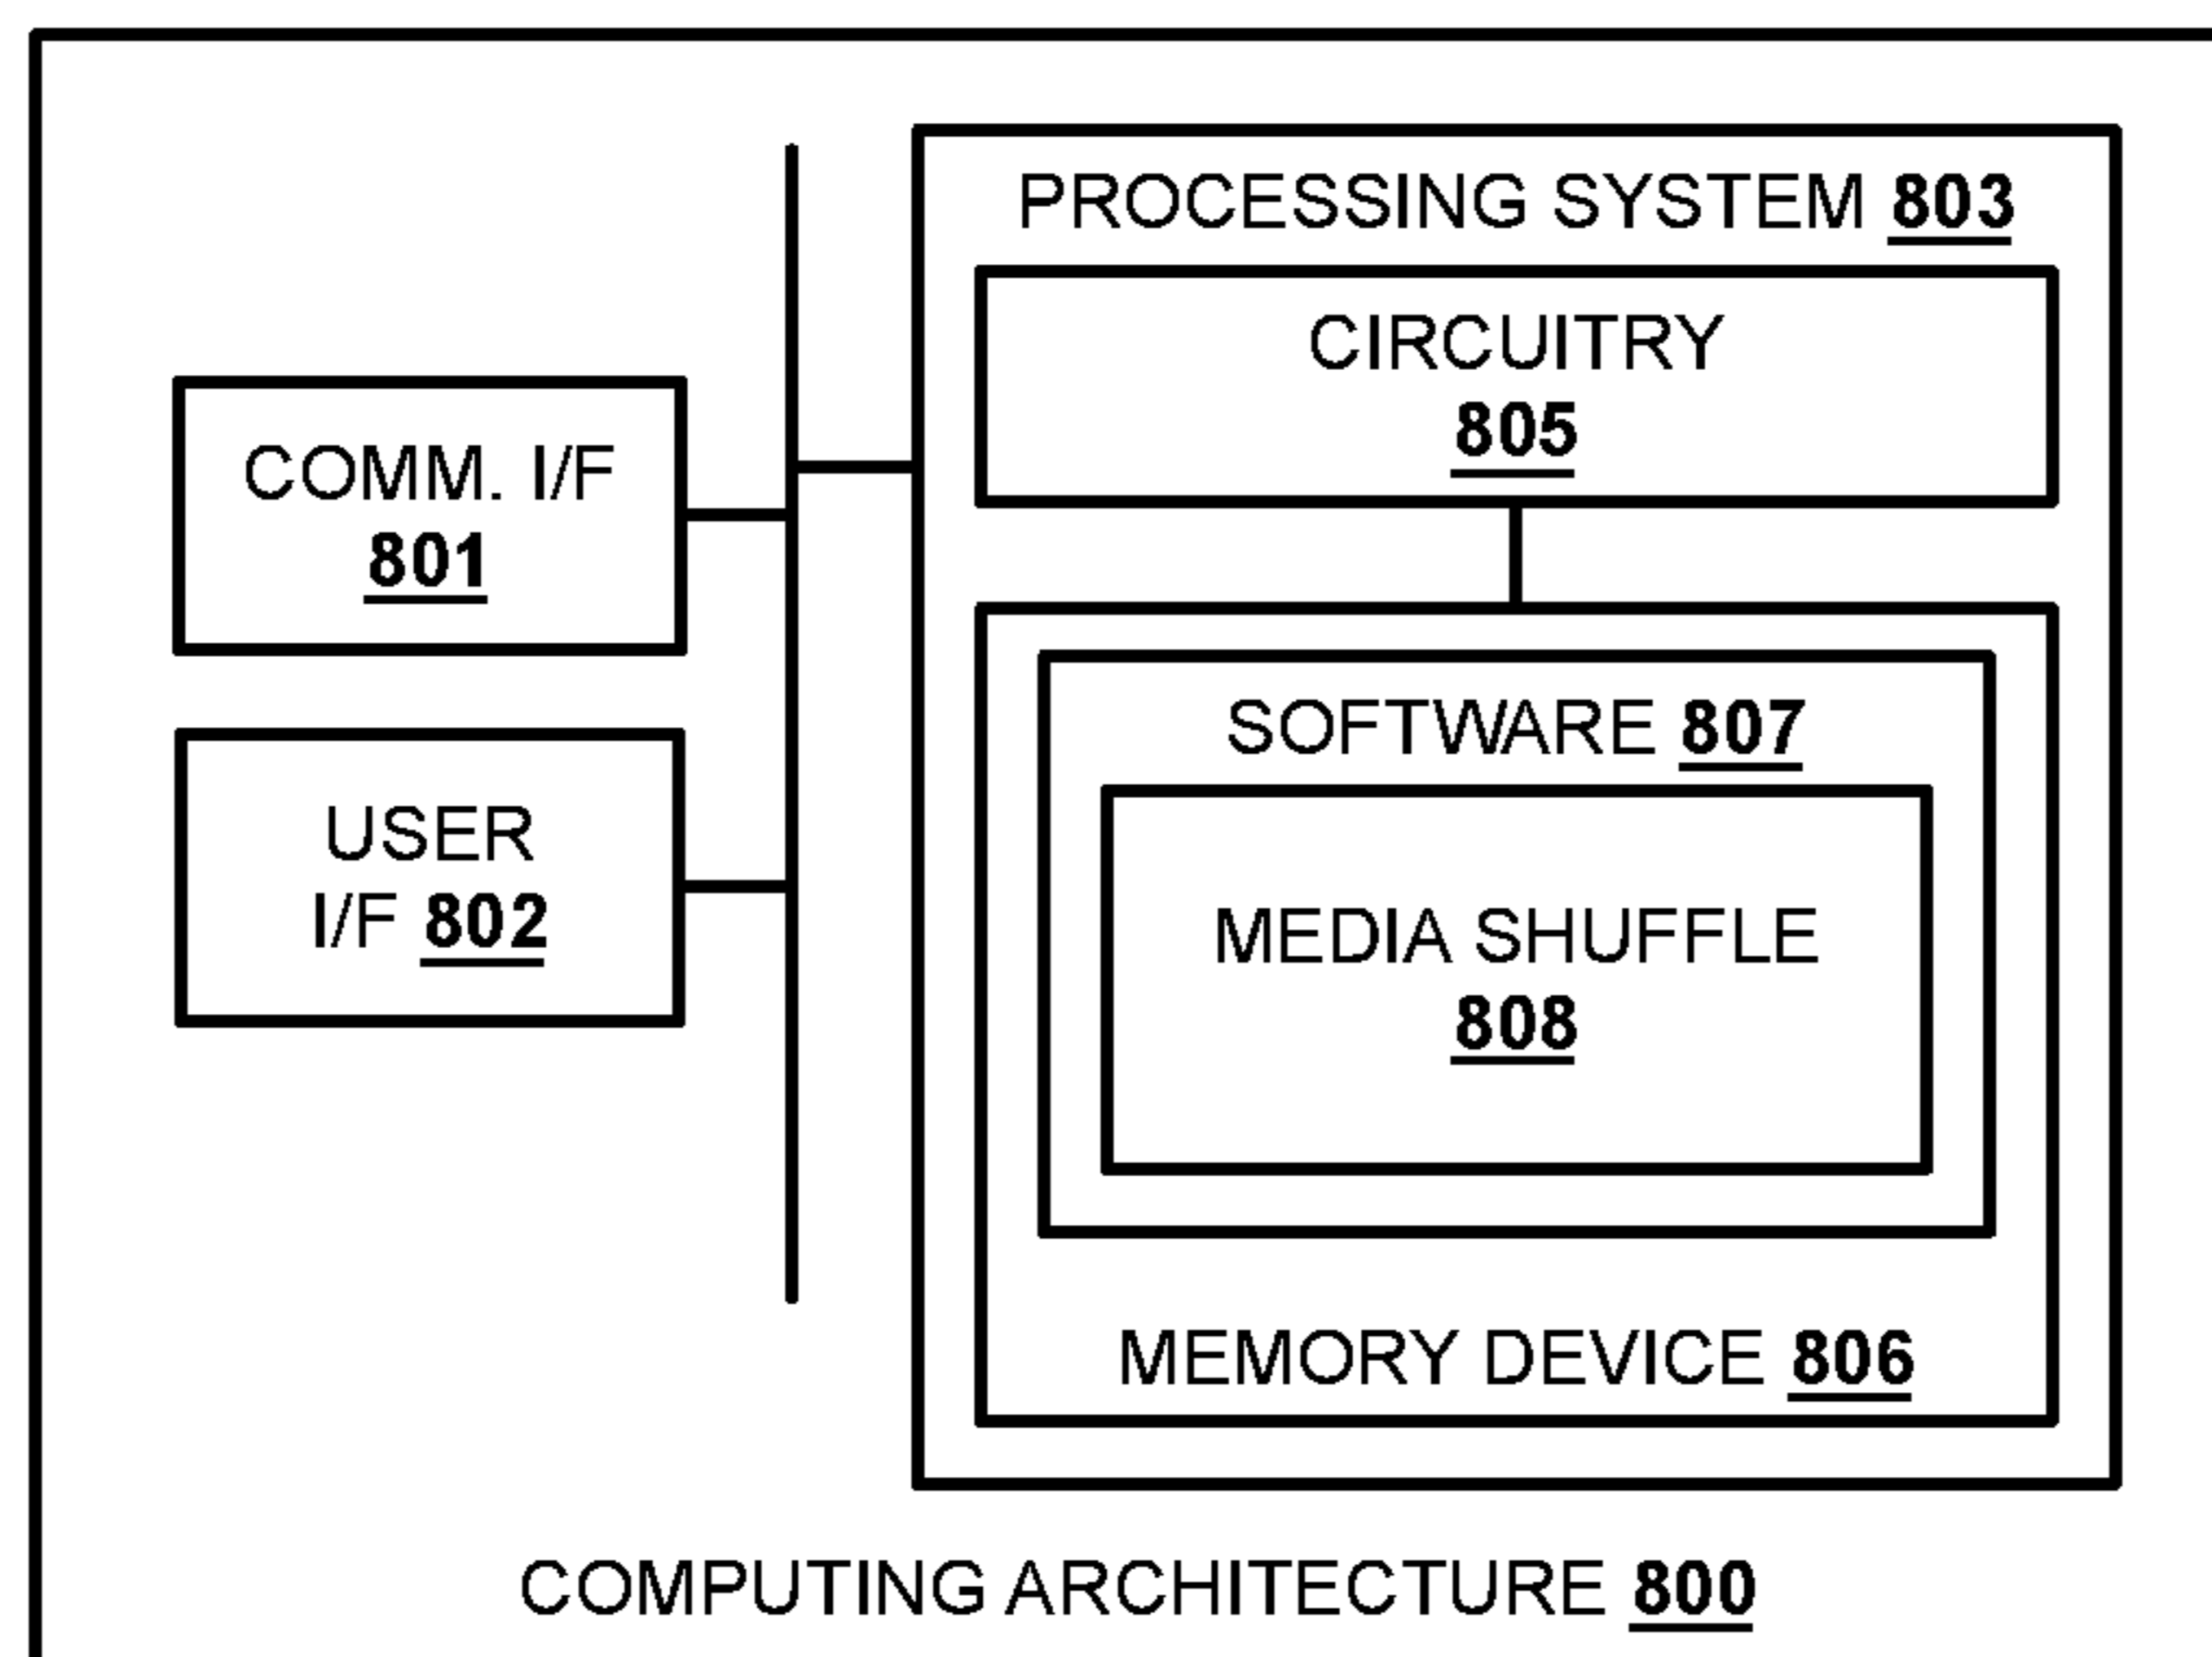 PROCESSING SYSTEM 803
CIRCUITRY
805
COMM. I/F
801
SOFTWARE 807
USER
I/F 802
MEDIA SHUFFLE
808
MEMORY DEVICE 806
COMPUTING ARCHITECTURE 800